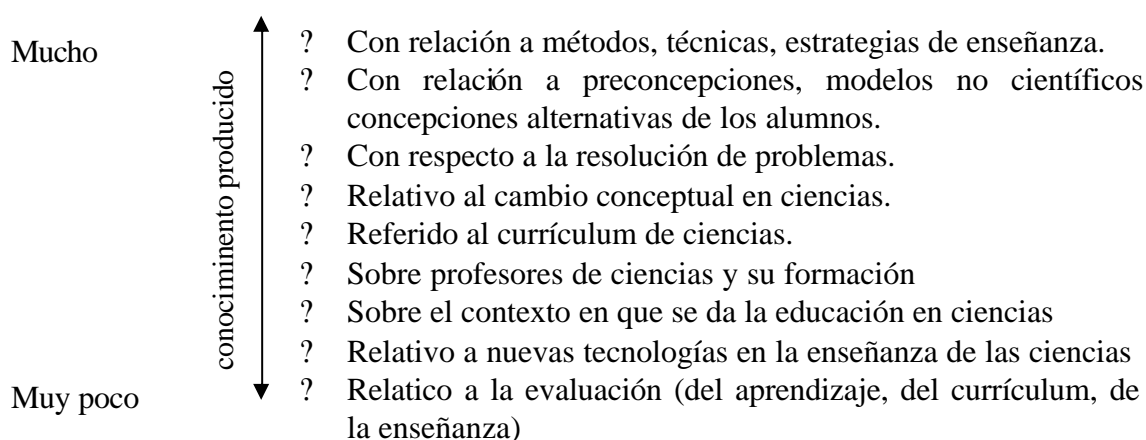 Mucho
? Con relación a métodos, técnicas, estrategias de enseñanza.
? Con relación a preconcepciones, modelos no científicos
concepciones alternativas de los alumnos.
? Con respecto a la resolución de problemas.
? Relativo al cambio conceptual en ciencias.
? Referido al currículum de ciencias.
? Sobre profesores de ciencias y su formación
? Sobre el contexto en que se da la educación en ciencias
? Relativo a nuevas tecnologías en la enseñanza de las ciencias
Muy poco
? Relatico a la evaluación (del aprendizaje, del currículum, de
la enseñanza)
conocimineto producido